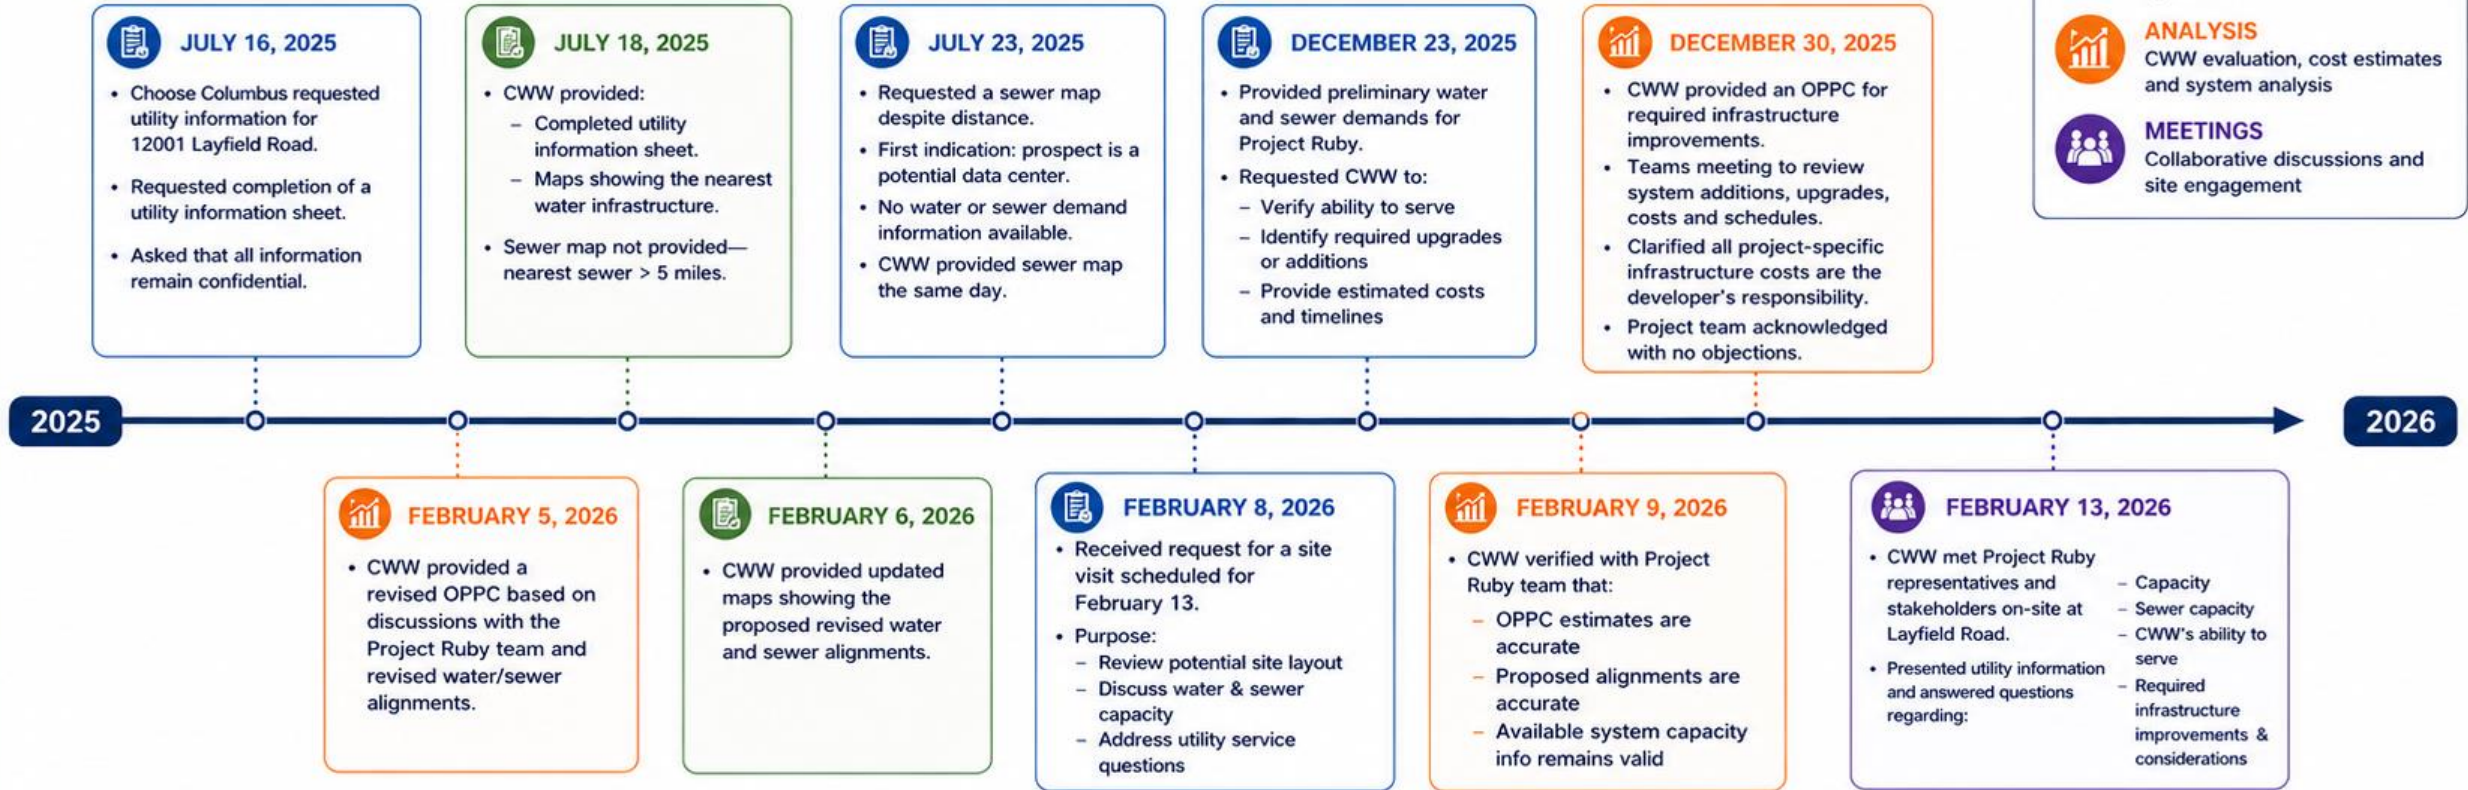 JULY 16, 2025
• Choose Columbus requested
utility information for
12001 Layfield Road.
• Requested completion of a
utility information sheet.
• Asked that all information
remain confidential.
JULY 18, 2025
• CWW provided:
– Completed utility
information sheet.
– Maps showing the nearest
water infrastructure.
• Sewer map not provided—
nearest sewer > 5 miles.
JULY 23, 2025
• Requested a sewer map
despite distance.
• First indication: prospect is a
potential data center.
• No water or sewer demand
information available.
• CWW provided sewer map
the same day.
DECEMBER 23, 2025
• Provided preliminary water
and sewer demands for
Project Ruby.
• Requested CWW to:
– Verify ability to serve
– Identify required upgrades
or additions
– Provide estimated costs
and timelines
DECEMBER 30, 2025
• CWW provided an OPPC for
required infrastructure
improvements.
• Teams meeting to review
system additions, upgrades,
costs and schedules.
• Clarified all project-specific
infrastructure costs are the
developer's responsibility.
• Project team acknowledged
with no objections.
ANALYSIS
CWW evaluation, cost estimates
and system analysis
MEETINGS
Collaborative discussions and
site engagement
2025
2026
FEBRUARY 5, 2026
• CWW provided a
revised OPPC based on
discussions with the
Project Ruby team and
revised water/sewer
alignments.
FEBRUARY 6, 2026
• CWW provided updated
maps showing the
proposed revised water
and sewer alignments.
FEBRUARY 8, 2026
• Received request for a site
visit scheduled for
February 13.
• Purpose:
– Review potential site layout
– Discuss water & sewer
capacity
– Address utility service
questions
FEBRUARY 9, 2026
• CWW verified with Project
Ruby team that:
– OPPC estimates are
accurate
– Proposed alignments are
accurate
– Available system capacity
info remains valid
FEBRUARY 13, 2026
• CWW met Project Ruby
representatives and
stakeholders on-site at
Layfield Road.
• Presented utility information
and answered questions
regarding:
– Capacity
– Sewer capacity
– CWW's ability to
serve
– Required
infrastructure
improvements &
considerations